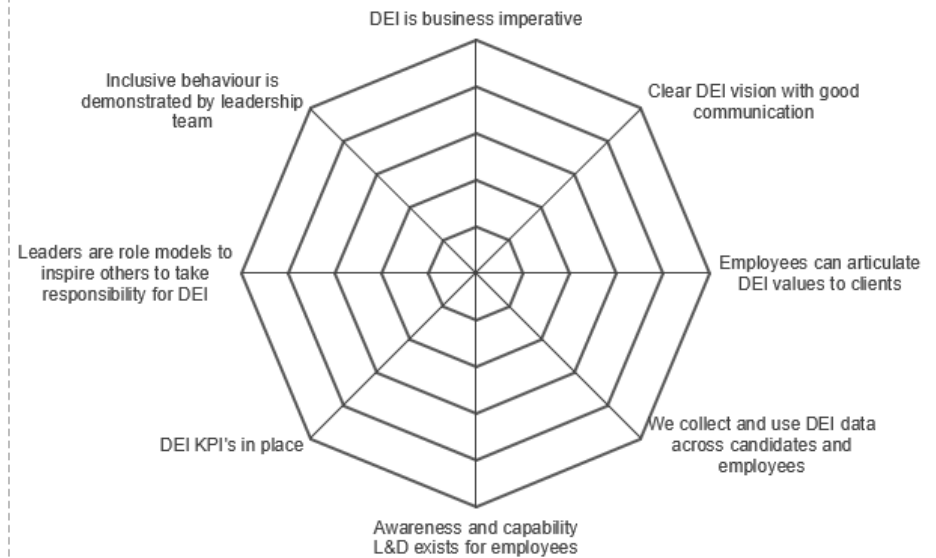 DEI is business imperative
Inclusive behaviour is
demonstrated by leadership
team
Clear DEI vision with good
communication
Leaders are role models to
inspire others to take
responsibility for DEI
Employees can articulate
DEI values to clients
DEI KPI's in place
We collect and use DEI data
across candidates and
employees
Awareness and capability
L&D exists for employees